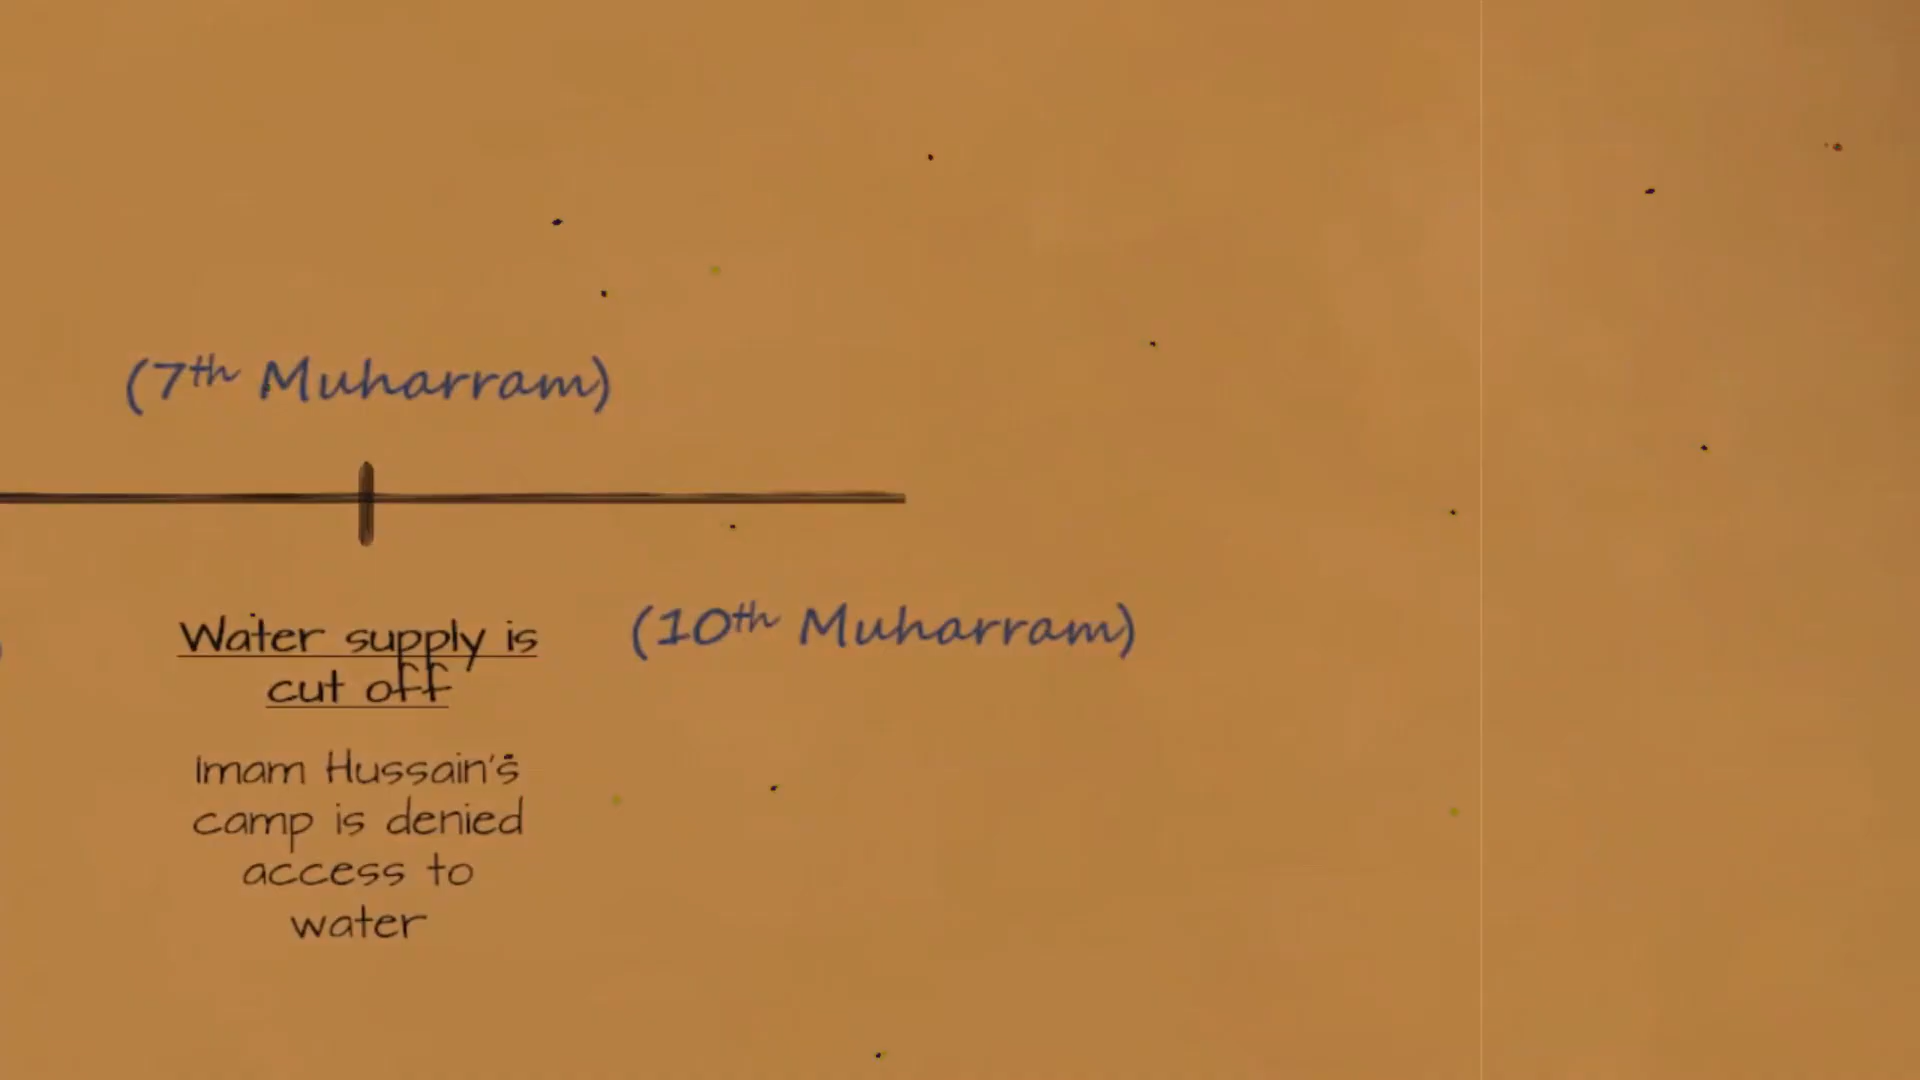 (7th Muharram)
Water supply is
cut off
Imam Hussain's
camp is denied
access to
water
(10th Muharram)